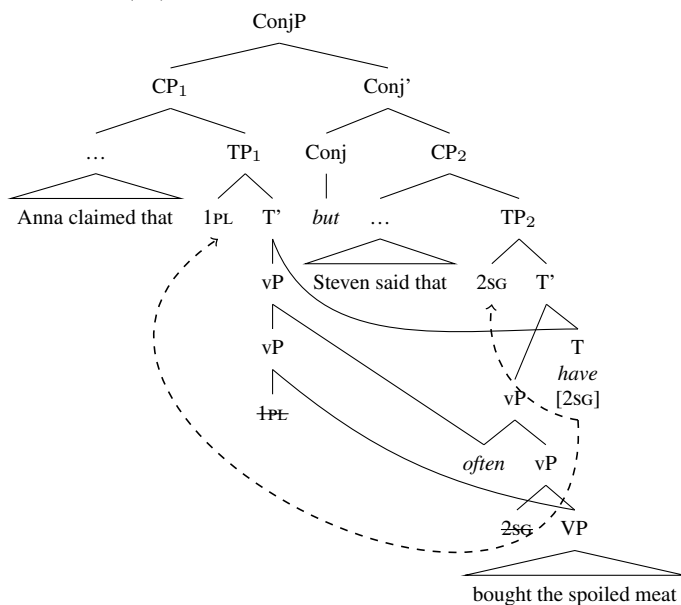 ConjP
CP₁ Conj’
… TP₁ Conj CP₂
Anna claimed that 1PL T’ but … TP₂
vP Steven said that 2SG T’
vP T
1PL have
vP [2SG]
often vP
2SG VP
bought the spoiled meat